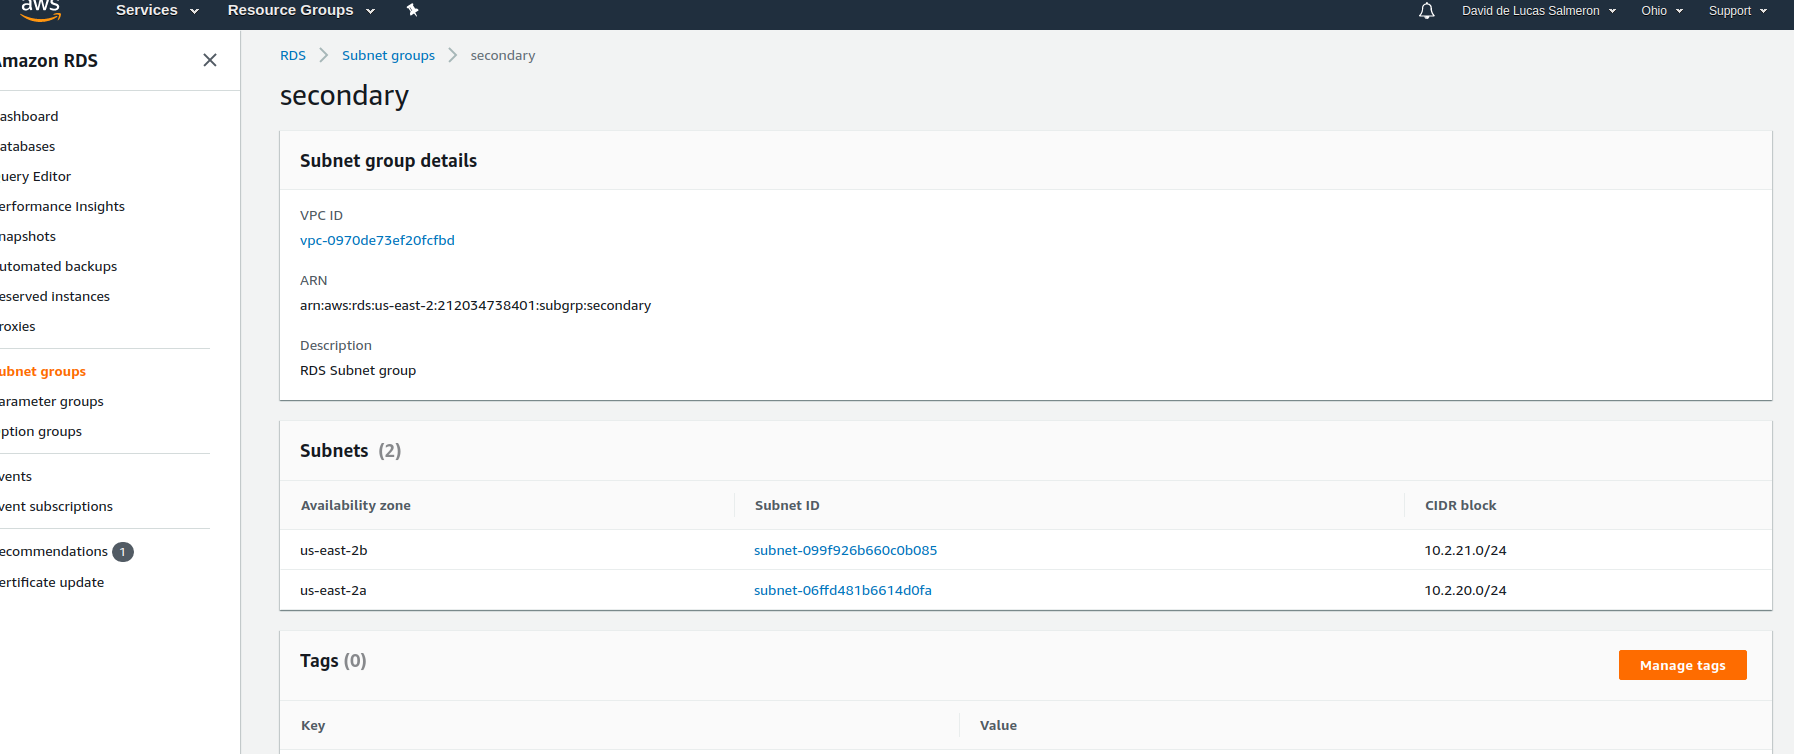 aws Services Resource Groups David de Lucas Salmeron Ohio Support
mazon RDS
ashboard
atabases
uery Editor
erformance Insights
napshots
utomated backups
eserved instances
roxies
ubnet groups
arameter groups
ption groups
vents
vent subscriptions
ecommendations 1
ertificate update
RDS Subnet groups secondary
secondary
Subnet group details
VPC ID
vpc-0970de73ef20fcfbd
ARN
arn:aws:rds:us-east-2:212034738401:subgrp:secondary
Description
RDS Subnet group
Subnets (2)
Availability zone Subnet ID CIDR block
us-east-2b subnet-099f926b660c0b085 10.2.21.0/24
us-east-2a subnet-06ffd481b6614d0fa 10.2.20.0/24
Tags (0) Manage tags
Key Value